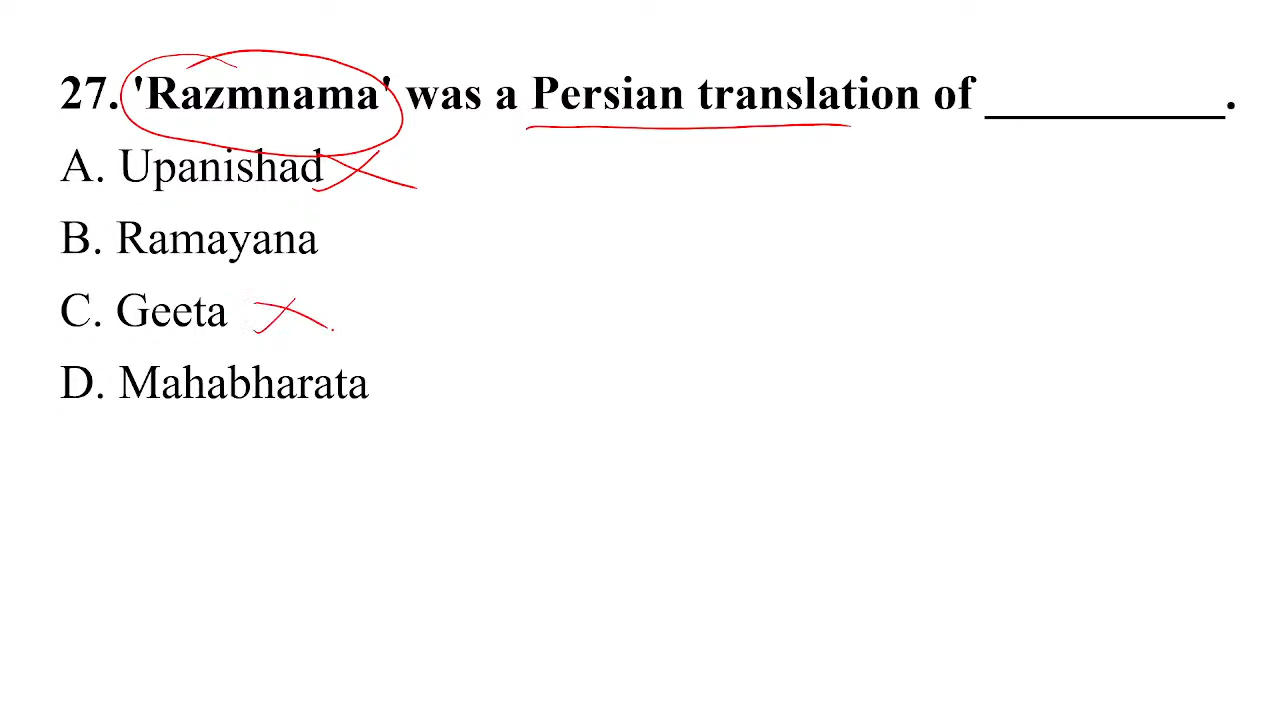 27. 'Razmnama' was a Persian translation of __________.
A. Upanishad
B. Ramayana
C. Geeta
D. Mahabharata